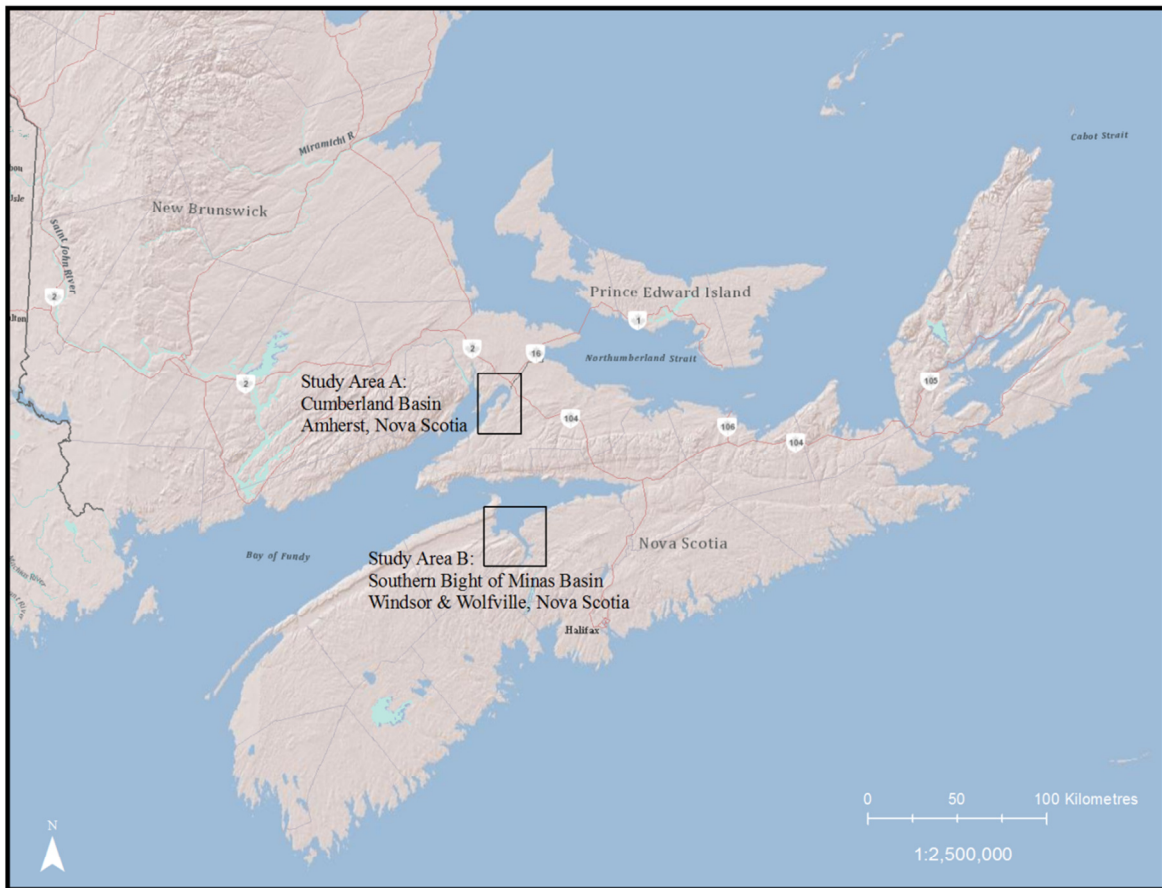 Cabot Strait
Miramichi R
New Brunswick
Saint John River
2
Prince Edward Island
1
Northumberland Strait
2
16
2
Study Area A:
Cumberland Basin
Amherst, Nova Scotia
105
104
106
104
Bay of Fundy
Study Area B:
Southern Bight of Minas Basin
Windsor & Wolfville, Nova Scotia
Nova Scotia
Halifax
0 50 100 Kilometres
1:2,500,000
N